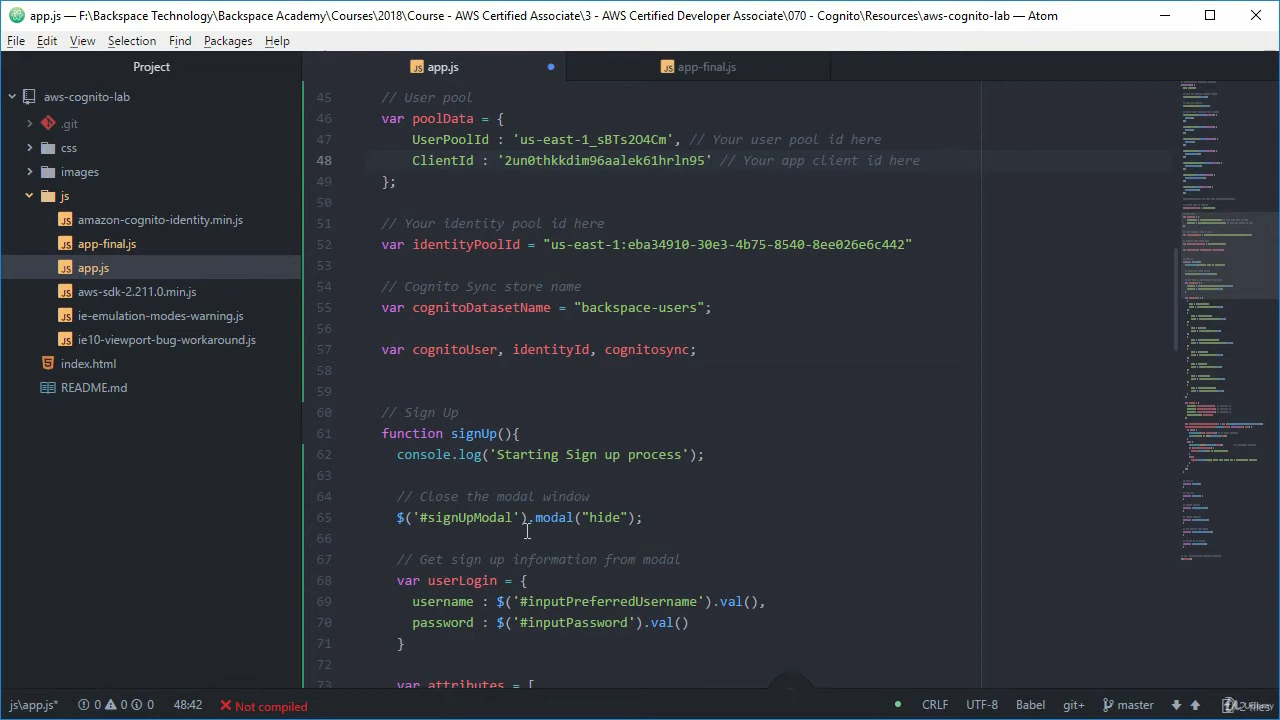 app.js — F:\Backspace Technology\Backspace Academy\Courses\2018\Course - AWS Certified Associate\3 - AWS Certified Developer Associate\070 - Cognito\Resources\aws-cognito-lab — Atom
File Edit View Selection Find Packages Help
Project
app.js
app-final.js
aws-cognito-lab
.git
css
images
js
amazon-cognito-identity.min.js
app-final.js
app.js
aws-sdk-2.211.0.min.js
ie-emulation-modes-warning.js
ie10-viewport-bug-workaround.js
index.html
README.md
45 // User pool
46 var poolData = {
47 UserPoolId : 'us-east-1_sBTs2O4Cm', // Your user pool id here
48 ClientId : '2un0thkkdim96aalek61hrln95' // Your app client id here
49 };
50
51 // Your identity pool id here
52 var identityPoolId = "us-east-1:eba34910-30e3-4b75-8540-8ee026e6c442"
53
54 // Cognito Sync store name
55 var cognitoDatasetName = "backspace-users";
56
57 var cognitoUser, identityId, cognitosync;
58
59
60 // Sign Up
61 function signUp
62 console.log('Starting Sign up process');
63
64 // Close the modal window
65 $('#signUpModal').modal("hide");
66
67 // Get sign information from modal
68 var userLogin = {
69 username : $('#inputPreferredUsername').val(),
70 password : $('#inputPassword').val()
71 }
72
73 var attributes = [
js\app.js* 0 0 0 48:42 Not compiled CRLF UTF-8 Babel git+ master 2 files